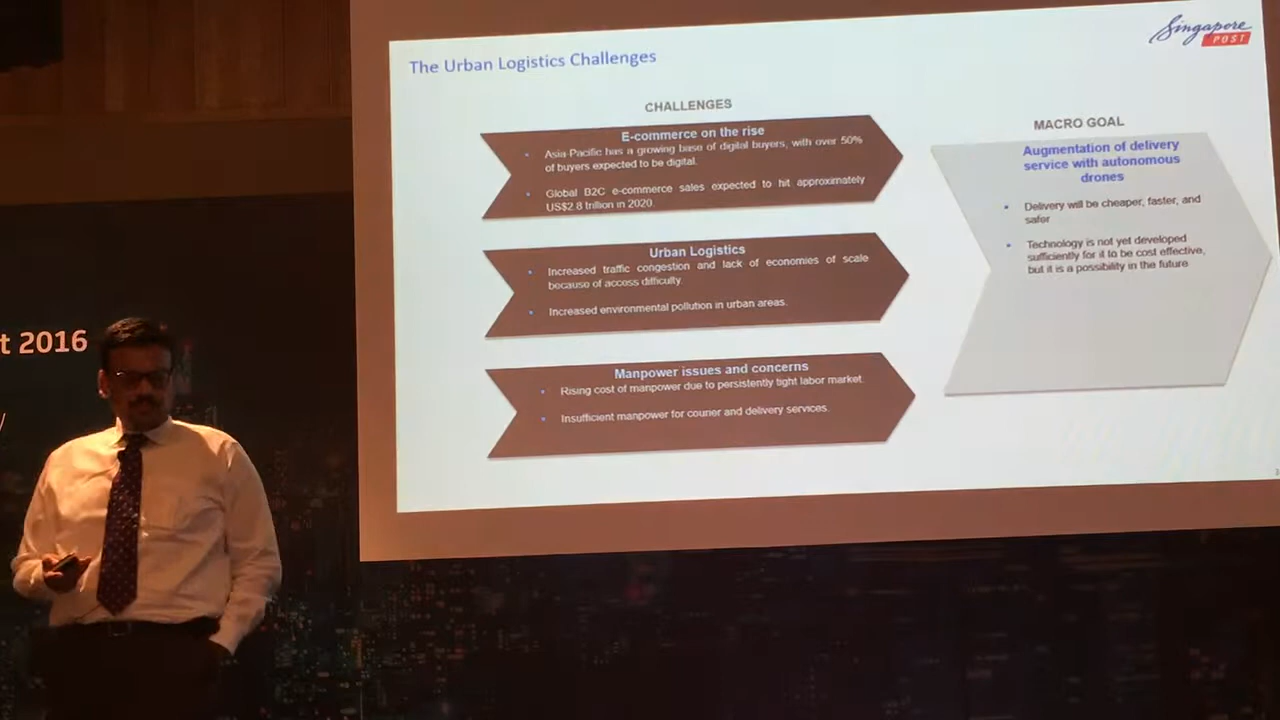 The Urban Logistics Challenges
Singapore
POST
CHALLENGES
E-commerce on the rise
• Asia-Pacific has a growing base of digital buyers, with over 50%
of buyers expected to be digital.
• Global B2C e-commerce sales expected to hit approximately
US$2.8 trillion in 2020.
Urban Logistics
• Increased traffic congestion and lack of economies of scale
because of access difficulty.
• Increased environmental pollution in urban areas.
Manpower issues and concerns
• Rising cost of manpower due to persistently tight labor market.
• Insufficient manpower for courier and delivery services.
MACRO GOAL
Augmentation of delivery
service with autonomous
drones
• Delivery will be cheaper, faster, and
safer
• Technology is not yet developed
sufficiently for it to be cost effective,
but it is a possibility in the future
t 2016